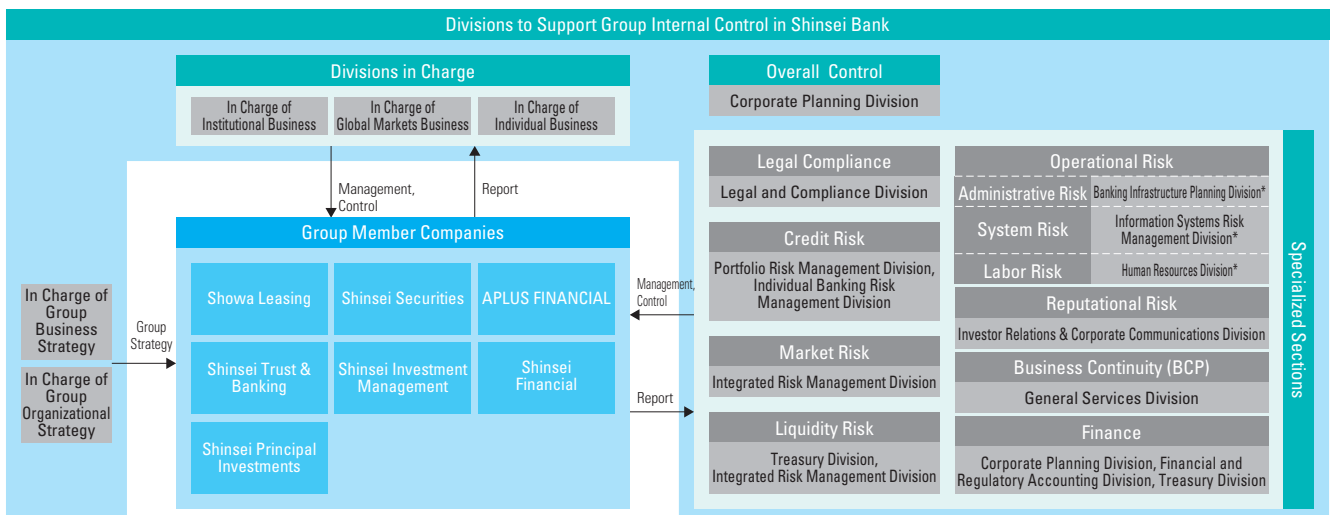 Divisions to Support Group Internal Control in Shinsei Bank
Divisions in Charge
In Charge of
Institutional Business
In Charge of
Global Markets Business
In Charge of
Individual Business
Management,
Control
Report
Group Member Companies
Showa Leasing
Shinsei Securities
APLUS FINANCIAL
Shinsei Trust &
Banking
Shinsei Investment
Management
Shinsei
Financial
Shinsei Principal
Investments
In Charge of
Group
Business
Strategy
In Charge of
Group
Organizational
Strategy
Group
Strategy
Management,
Control
Report
Overall Control
Corporate Planning Division
Legal Compliance
Legal and Compliance Division
Credit Risk
Portfolio Risk Management Division,
Individual Banking Risk
Management Division
Market Risk
Integrated Risk Management Division
Liquidity Risk
Treasury Division,
Integrated Risk Management Division
Operational Risk
Administrative Risk
Banking Infrastructure Planning Division*
System Risk
Information Systems Risk
Management Division*
Labor Risk
Human Resources Division*
Reputational Risk
Investor Relations & Corporate Communications Division
Business Continuity (BCP)
General Services Division
Finance
Corporate Planning Division, Financial and
Regulatory Accounting Division, Treasury Division
Specialized Sections